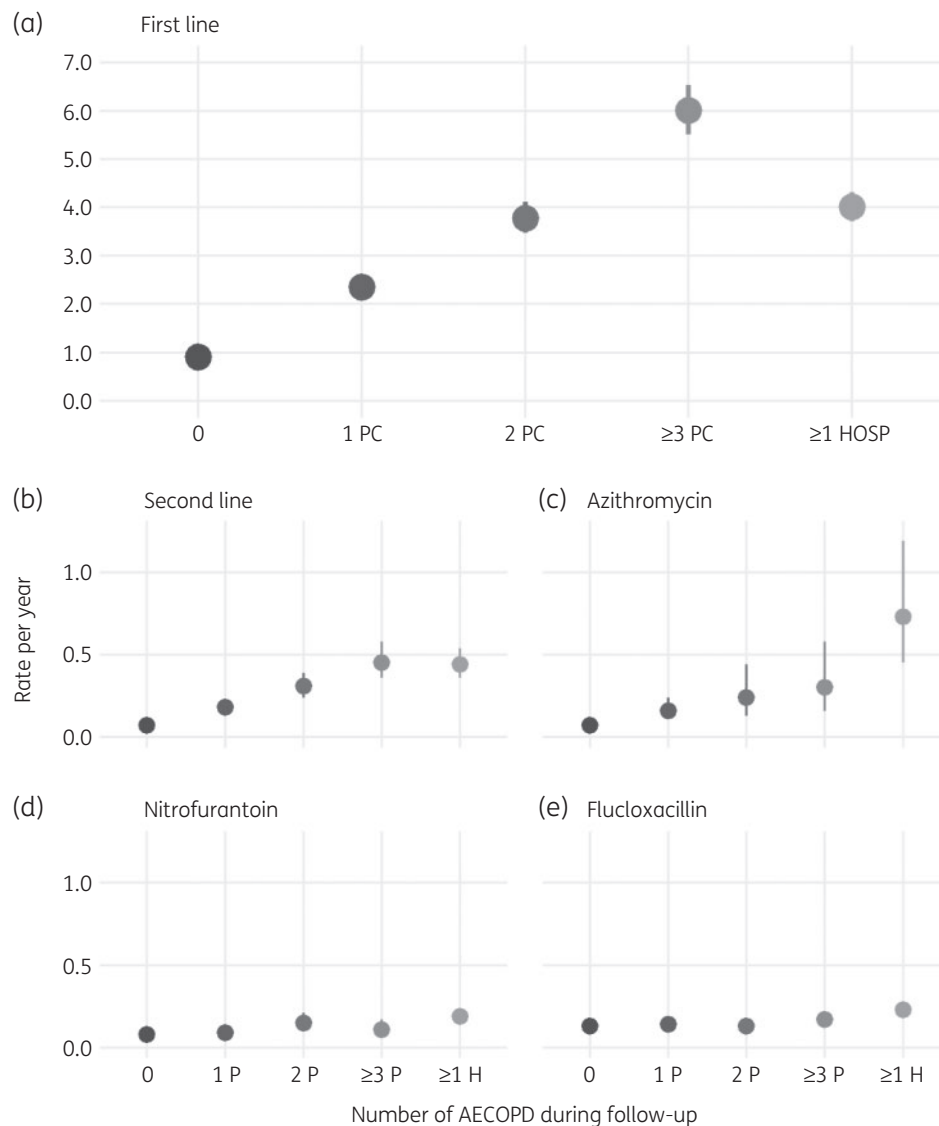 (a) First line
7.0
6.0
5.0
4.0
3.0
2.0
1.0
0.0
0 1 PC 2 PC ≥3 PC ≥1 HOSP
(b) Second line
(c) Azithromycin
Rate per year
1.0
0.5
0.0
(d) Nitrofurantoin
(e) Flucloxacillin
1.0
0.5
0.0
0 1 P 2 P ≥3 P ≥1 H
0 1 P 2 P ≥3 P ≥1 H
Number of AECOPD during follow-up